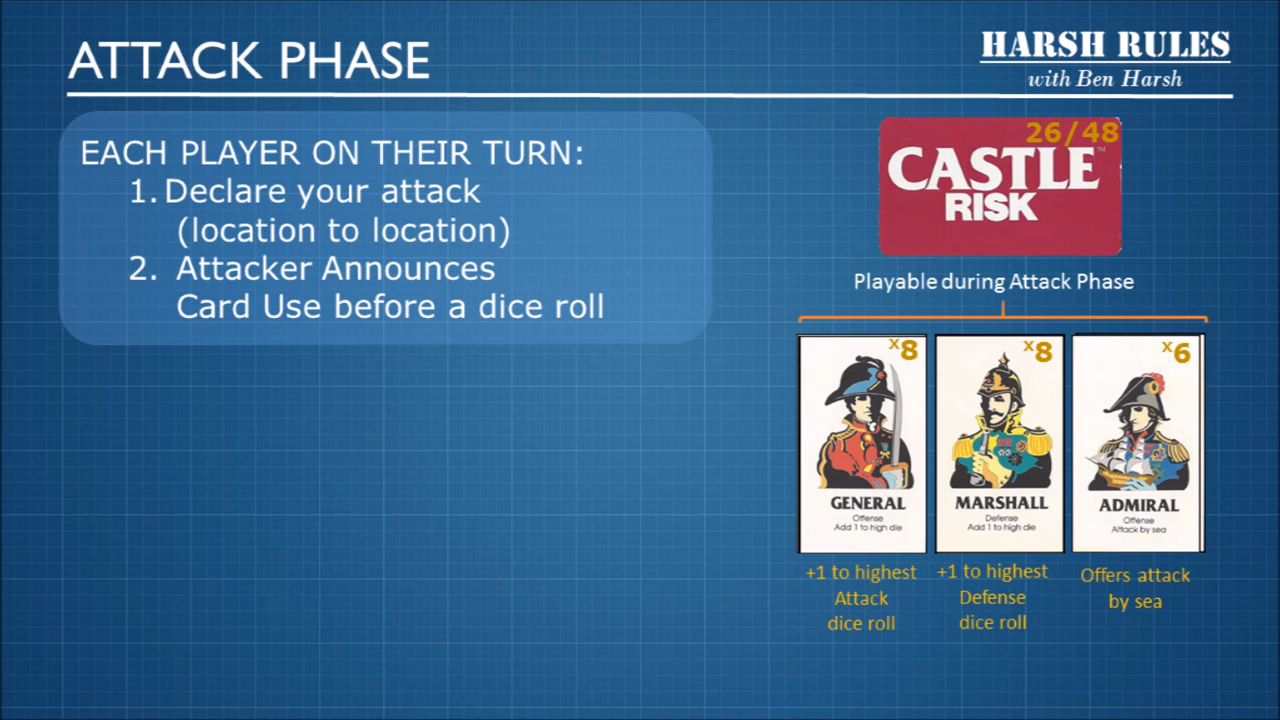 ATTACK PHASE
HARSH RULES
with Ben Harsh
EACH PLAYER ON THEIR TURN:
1. Declare your attack
(location to location)
2. Attacker Announces
Card Use before a dice roll
26/48
CASTLE™
RISK
Playable during Attack Phase
x8
GENERAL
Offense
Add 1 to high die
+1 to highest
Attack
dice roll
x8
MARSHALL
Defense
Add 1 to high die
+1 to highest
Defense
dice roll
x6
ADMIRAL
Offense
Attack by sea
Offers attack
by sea